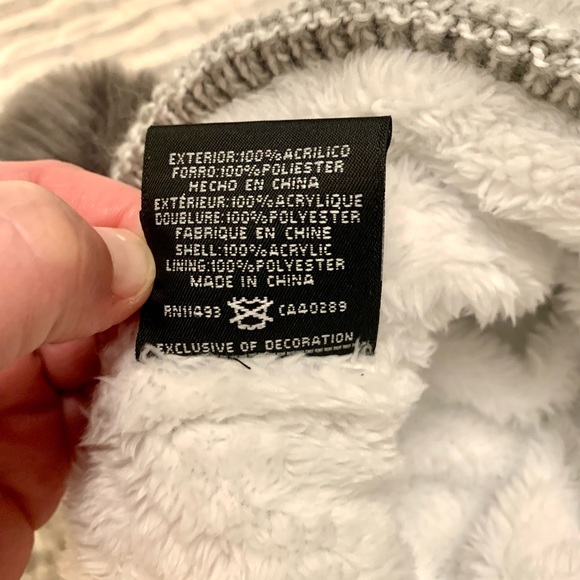 EXTERIOR:100%ACRILICO
FORRO:100%POLIESTER
HECHO EN CHINA
EXTÉRIEUR:100%ACRYLIQUE
DOUBLURE:100%POLYESTER
FABRIQUE EN CHINE
SHELL:100%ACRYLIC
LINING:100%POLYESTER
MADE IN CHINA
RN11493 CA40289
EXCLUSIVE OF DECORATION